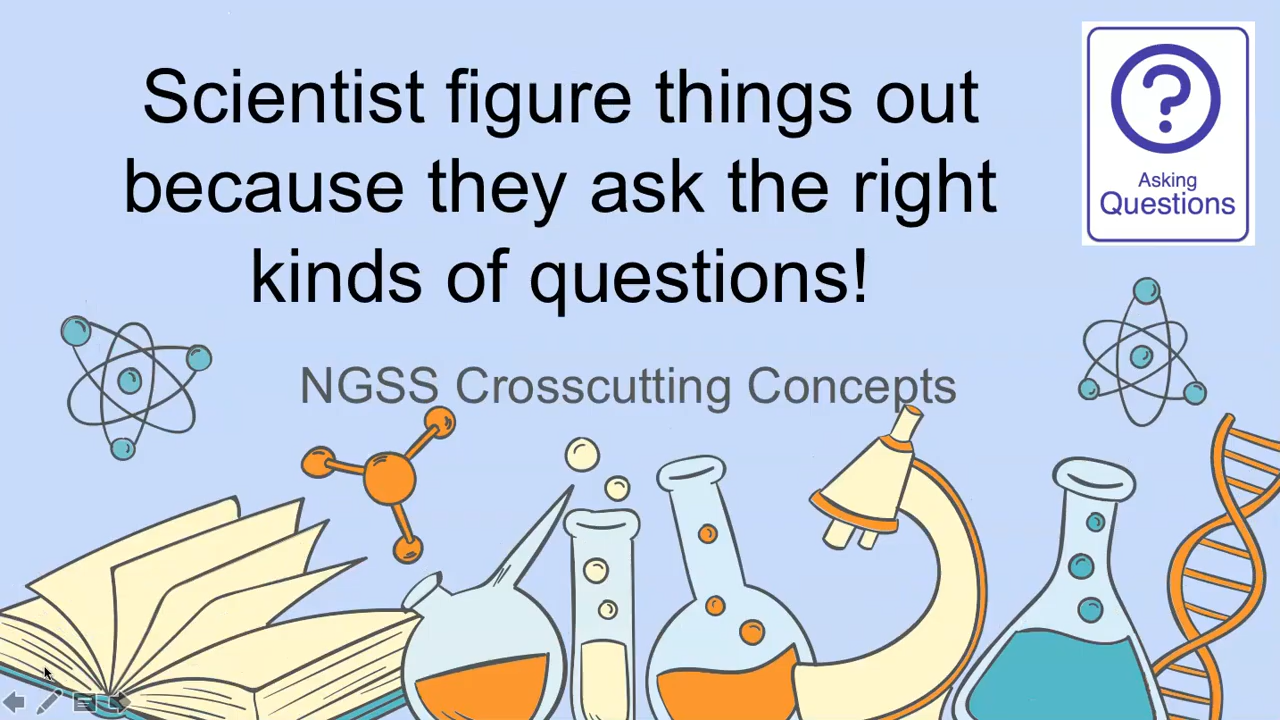 Scientist figure things out
because they ask the right
kinds of questions!
?
Asking
Questions
NGSS Crosscutting Concepts